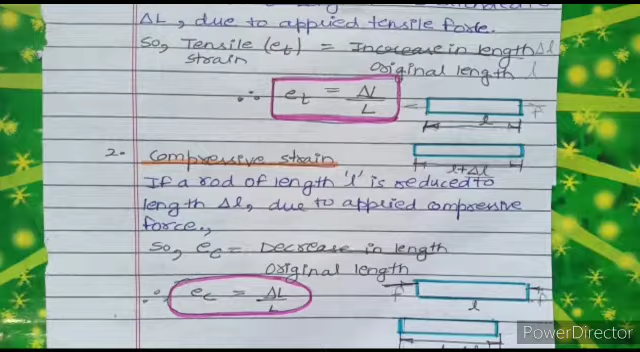 ΔL, due to applied tensile force.
So, Tensile (et) = Increase in length Δl
strain Original length l
∴ et = Δl/L
F
l
2. Compressive strain
l+Δl
If a rod of length 'l' is reduced to
length Δl, due to applied comprensive
force.,
So, ec = Decrease in length
Original length
∴ ec = ΔL/L
F F
l
PowerDirector